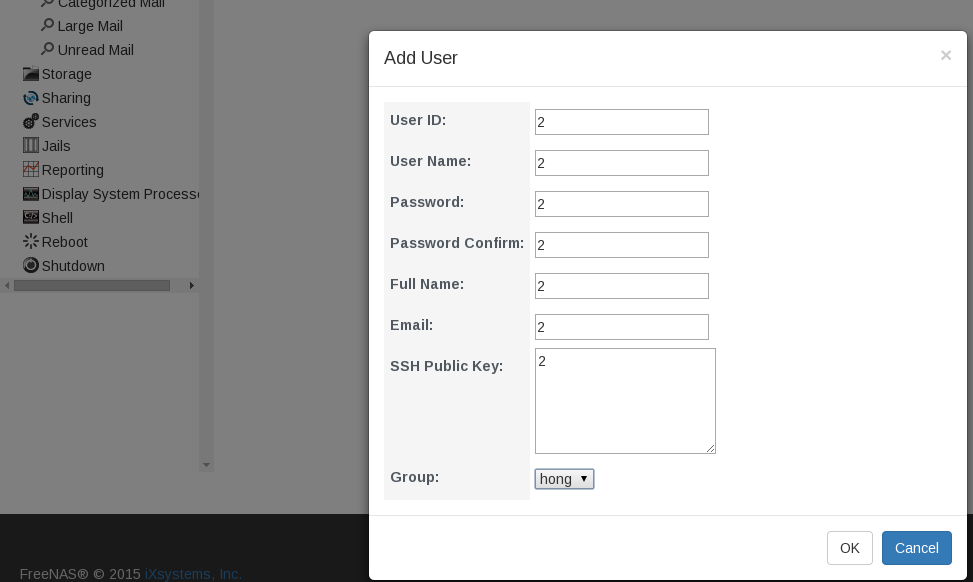 Categorized Mail
Large Mail
Unread Mail
Storage
Sharing
Services
Jails
Reporting
Display System Processe
Shell
Reboot
Shutdown
Add User
×
User ID: 2
User Name: 2
Password: 2
Password Confirm: 2
Full Name: 2
Email: 2
SSH Public Key: 2
Group: hong
OK Cancel
FreeNAS® © 2015 iXsystems, Inc.